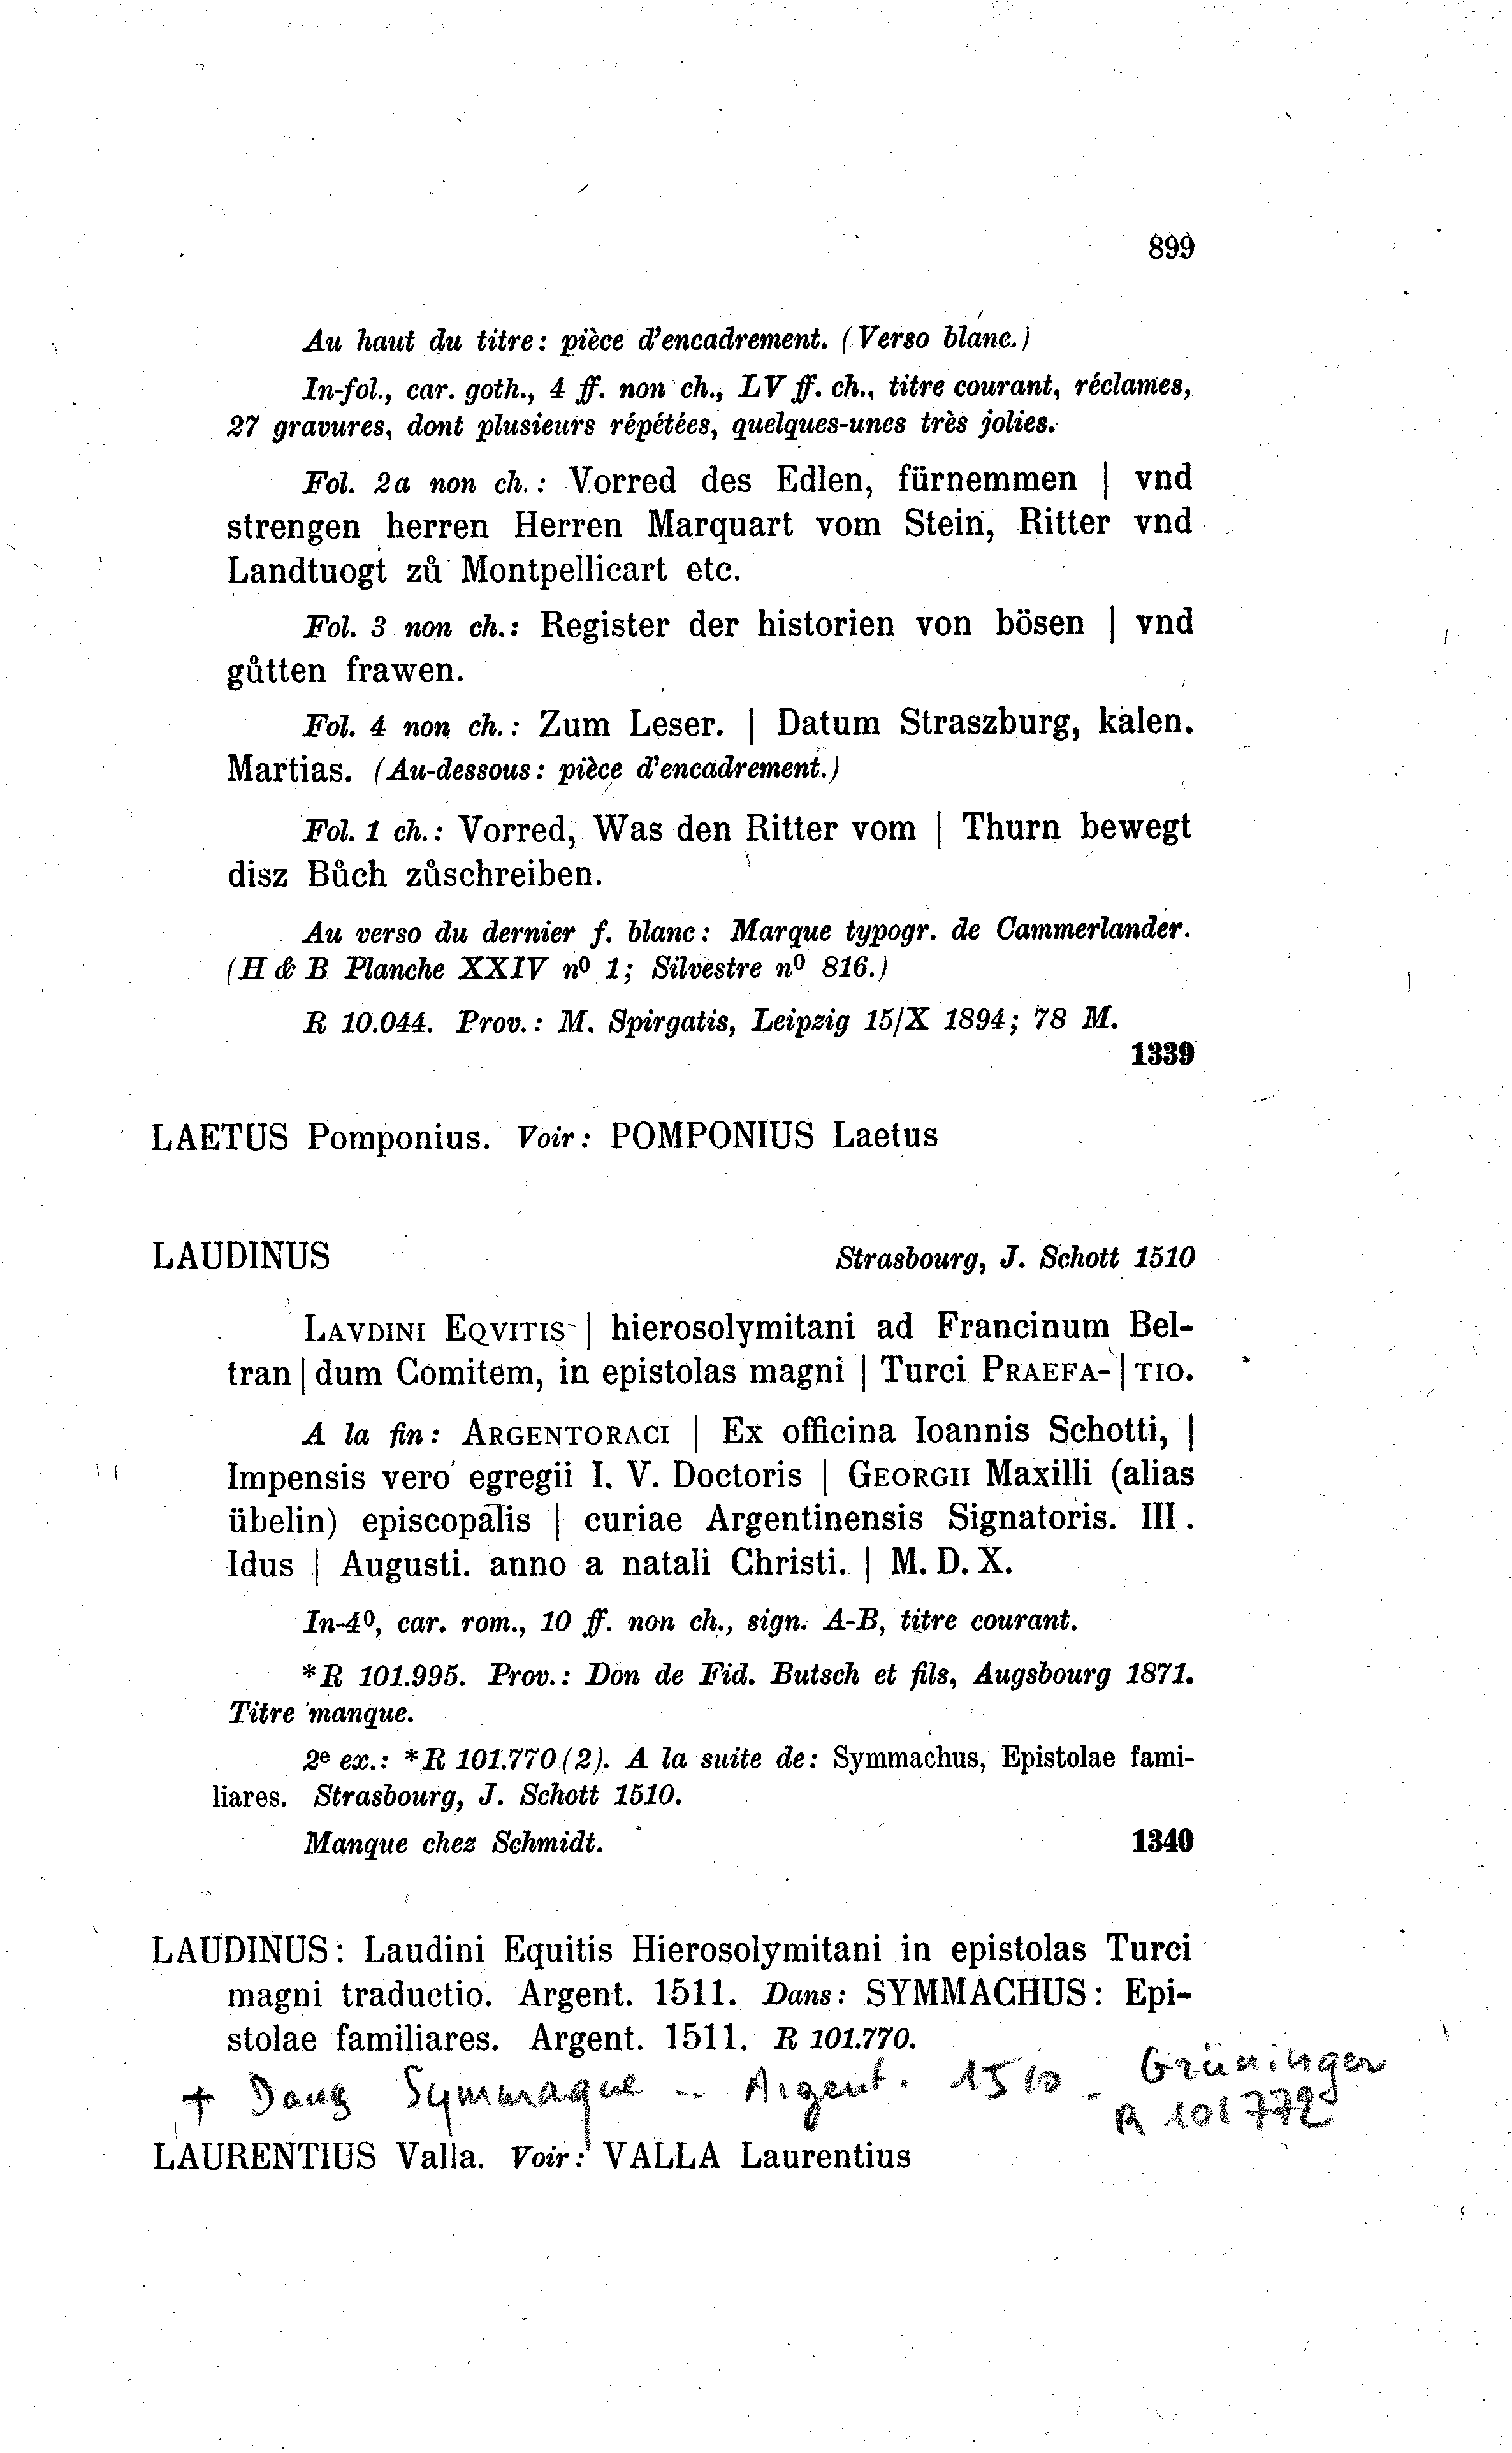 899
Au haut du titre: pièce d'encadrement. (Verso blanc.)
In-fol., car. goth., 4 ff. non ch., LV ff. ch., titre courant, réclames,
27 gravures, dont plusieurs répétées, quelques-unes très jolies.
Fol. 2a non ch.: Vorred des Edlen, fürnemmen | vnd
strengen herren Herren Marquart vom Stein, Ritter vnd
Landtuogt zů Montpellicart etc.
Fol. 3 non ch.: Register der historien von bösen | vnd
gůtten frawen.
Fol. 4 non ch.: Zum Leser. | Datum Straszburg, kalen.
Martias. (Au-dessous: pièce d'encadrement.)
Fol. 1 ch.: Vorred, Was den Ritter vom | Thurn bewegt
disz Bůch zůschreiben.
Au verso du dernier f. blanc: Marque typogr. de Cammerlander.
(H & B Planche XXIV nº 1; Silvestre nº 816.)
R 10.044. Prov.: M. Spirgatis, Leipzig 15/X 1894; 78 M.
1339
LAETUS Pomponius. Voir: POMPONIUS Laetus
LAUDINUS Strasbourg, J. Schott 1510
LAVDINI EQVITIS | hierosolymitani ad Francinum Bel-
tran | dum Comitem, in epistolas magni | Turci PRAEFA- | TIO.
A la fin: ARGENTORACI | Ex officina Ioannis Schotti, |
Impensis vero egregii I. V. Doctoris | GEORGII Maxilli (alias
übelin) episcopalis | curiae Argentinensis Signatoris. III.
Idus | Augusti. anno a natali Christi. | M. D. X.
In-4º, car. rom., 10 ff. non ch., sign. A-B, titre courant.
*R 101.995. Prov.: Don de Fid. Butsch et fils, Augsbourg 1871.
Titre manque.
2e ex.: *R 101.770 (2). A la suite de: Symmachus, Epistolae fami-
liares. Strasbourg, J. Schott 1510.
Manque chez Schmidt. 1340
LAUDINUS: Laudini Equitis Hierosolymitani in epistolas Turci
magni traductio. Argent. 1511. Dans: SYMMACHUS: Epi-
stolae familiares. Argent. 1511. R 101.770.
+ Dans Symmaque -- Argent. 1510 - Grüninger
R 101772
LAURENTIUS Valla. Voir: VALLA Laurentius